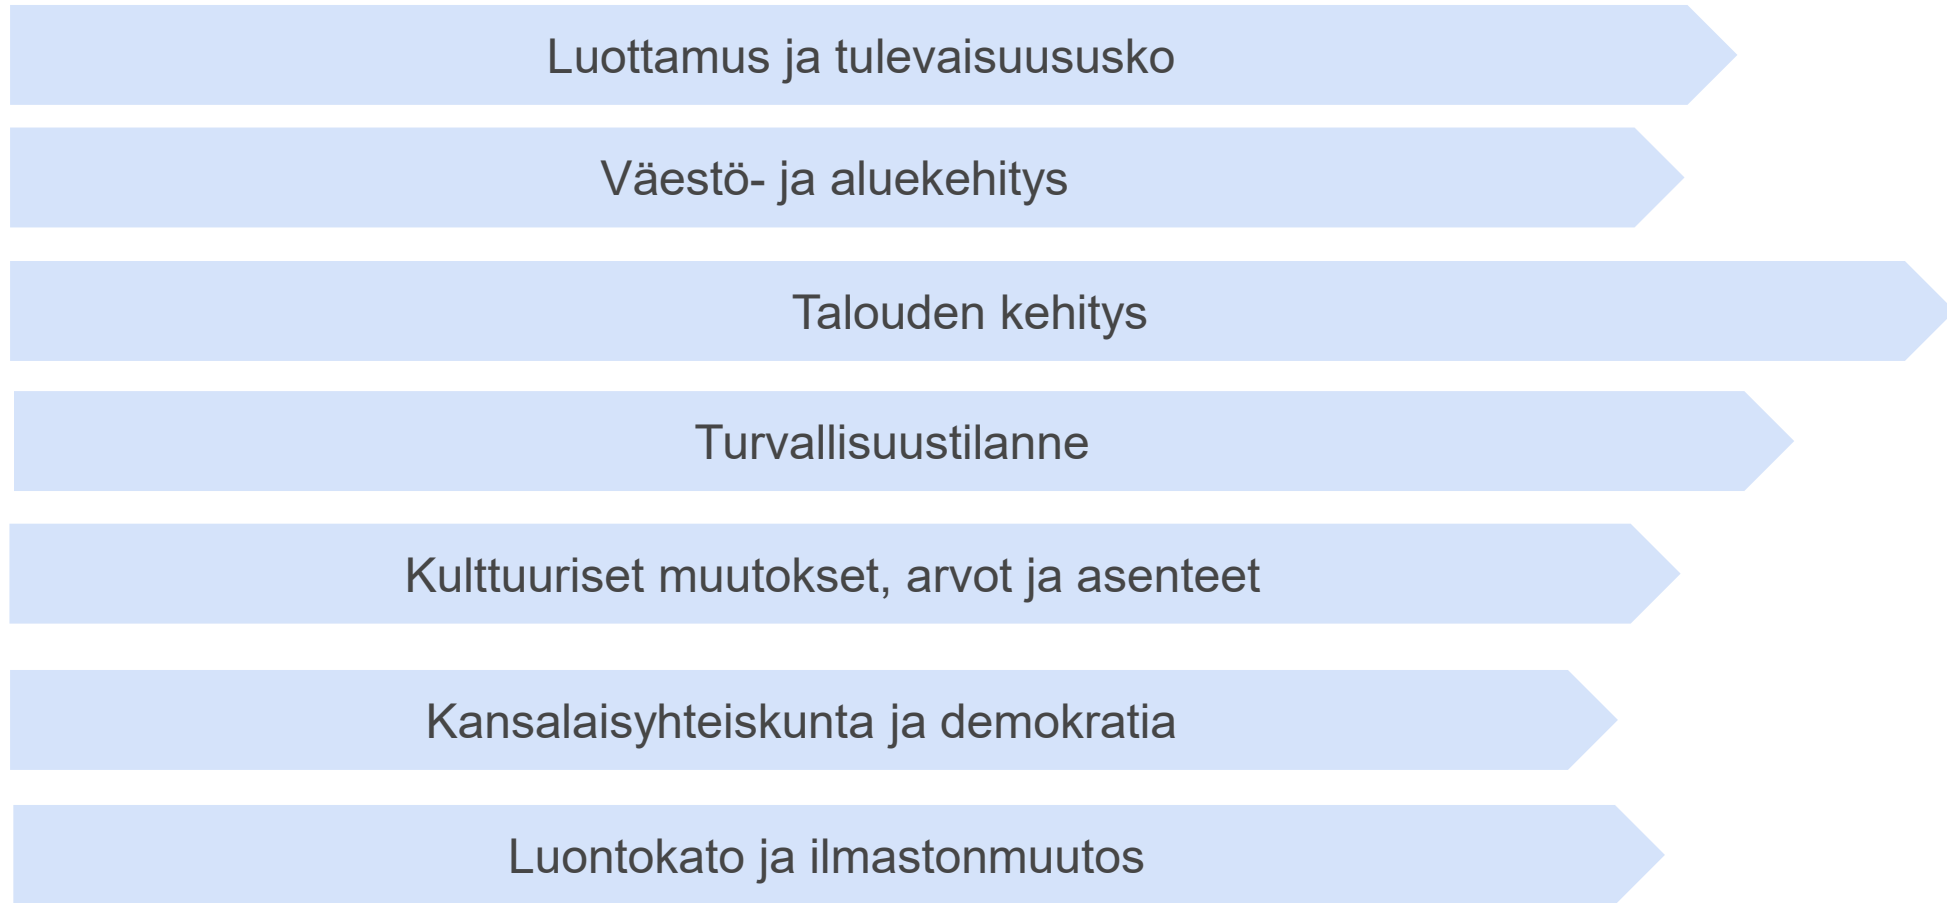 Luottamus ja tulevaisuususko
Väestö- ja aluekehitys
Talouden kehitys
Turvallisuustilanne
Kulttuuriset muutokset, arvot ja asenteet
Kansalaisyhteiskunta ja demokratia
Luontokato ja ilmastonmuutos